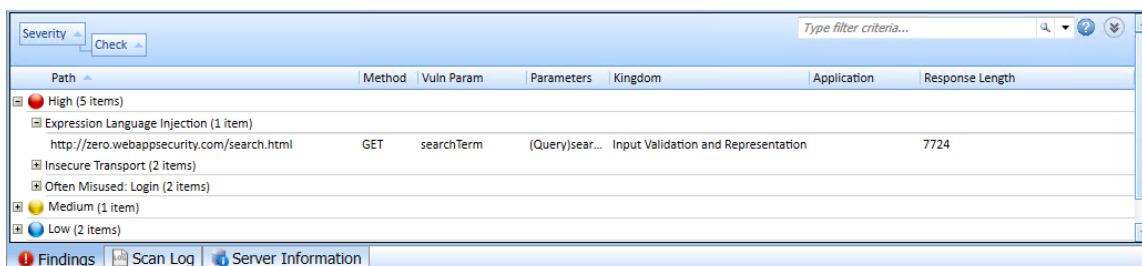 Severity
Check
Type filter criteria...
Path Method Vuln Param Parameters Kingdom Application Response Length
High (5 items)
Expression Language Injection (1 item)
http://zero.webappsecurity.com/search.html GET searchTerm (Query)sear... Input Validation and Representation 7724
Insecure Transport (2 items)
Often Misused: Login (2 items)
Medium (1 item)
Low (2 items)
Findings Scan Log Server Information